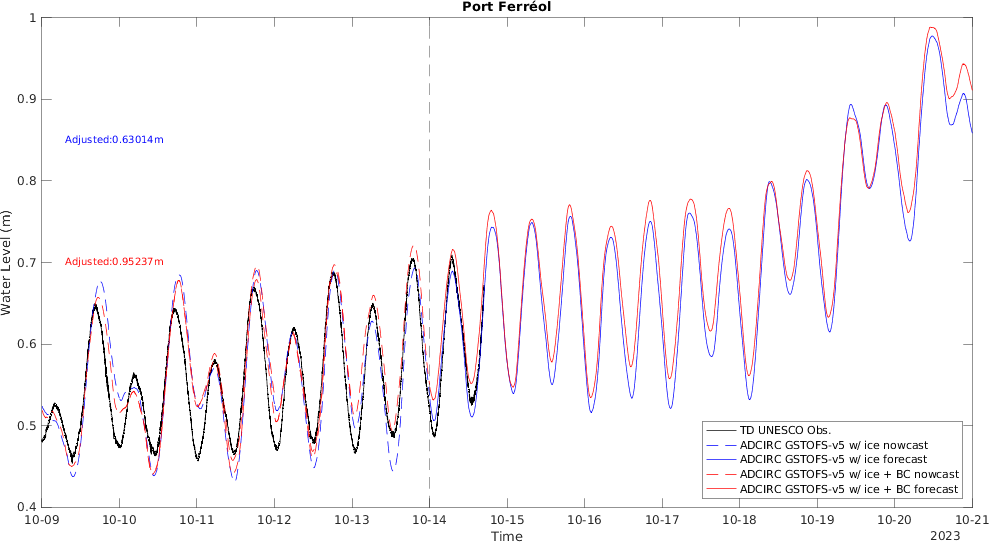 Port Ferréol
Water Level (m)
1
0.9
0.8
0.7
0.6
0.5
0.4
Adjusted:0.63014m
Adjusted:0.95237m
TD UNESCO Obs.
ADCIRC GSTOFS-v5 w/ ice nowcast
ADCIRC GSTOFS-v5 w/ ice forecast
ADCIRC GSTOFS-v5 w/ ice + BC nowcast
ADCIRC GSTOFS-v5 w/ ice + BC forecast
10-09 10-10 10-11 10-12 10-13 10-14 10-15 10-16 10-17 10-18 10-19 10-20 10-21
Time
2023